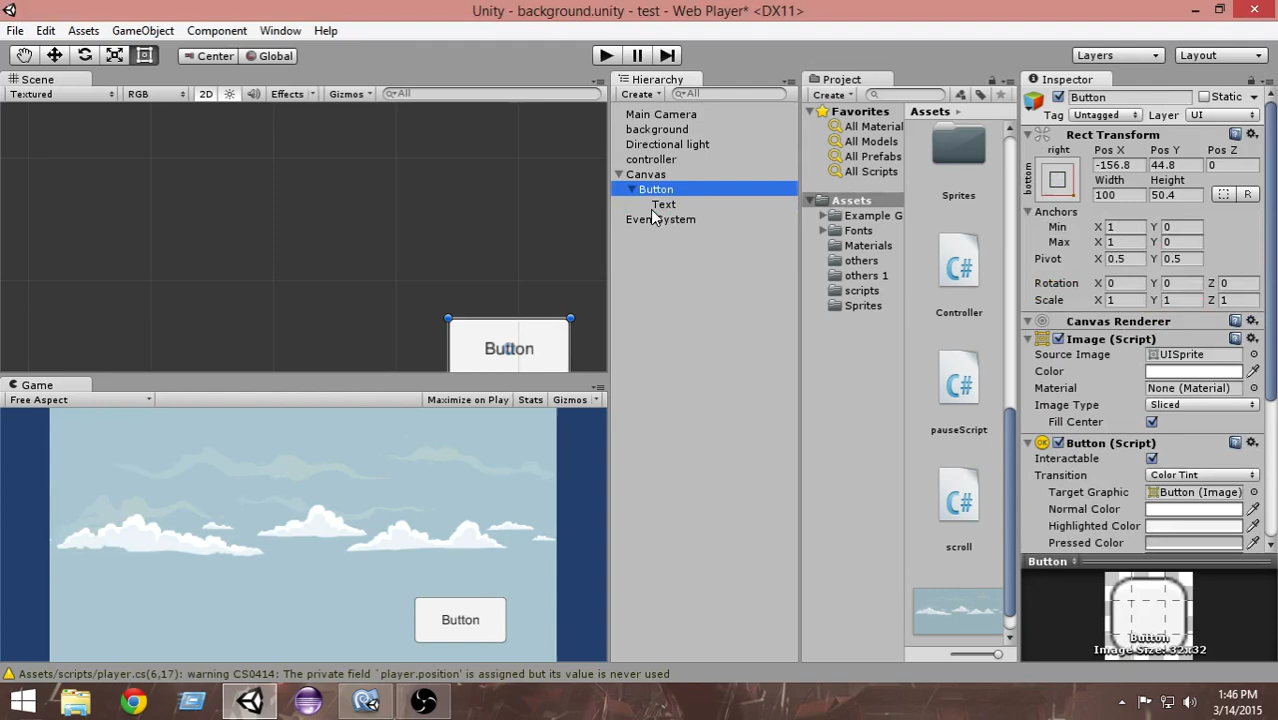 Unity - background.unity - test - Web Player* <DX11>
File Edit Assets GameObject Component Window Help
Center Global Layers Layout
Scene
Textured RGB 2D Effects Gizmos All
Button
Game
Free Aspect Maximize on Play Stats Gizmos
Button
Hierarchy
Create All
Main Camera
background
Directional light
controller
Canvas
Button
Text
EventSystem
Project
Create
Favorites
All Material
All Models
All Prefabs
All Scripts
Assets
Example G
Fonts
Materials
others
others 1
scripts
Sprites
Assets
Sprites
C#
Controller
C#
pauseScript
C#
scroll
Inspector
Button Static
Tag Untagged Layer UI
Rect Transform
right Pos X Pos Y Pos Z
bottom -156.8 44.8 0
Width Height
100 50.4 R
Anchors
Min X 1 Y 0
Max X 1 Y 0
Pivot X 0.5 Y 0.5
Rotation X 0 Y 0 Z 0
Scale X 1 Y 1 Z 1
Canvas Renderer
Image (Script)
Source Image UISprite
Color
Material None (Material)
Image Type Sliced
Fill Center
OK Button (Script)
Interactable
Transition Color Tint
Target Graphic Button (Image)
Normal Color
Highlighted Color
Pressed Color
Button
Button
Image Size: 32x32
Assets/scripts/player.cs(6,17): warning CS0414: The private field `player.position' is assigned but its value is never used
1:46 PM
3/14/2015